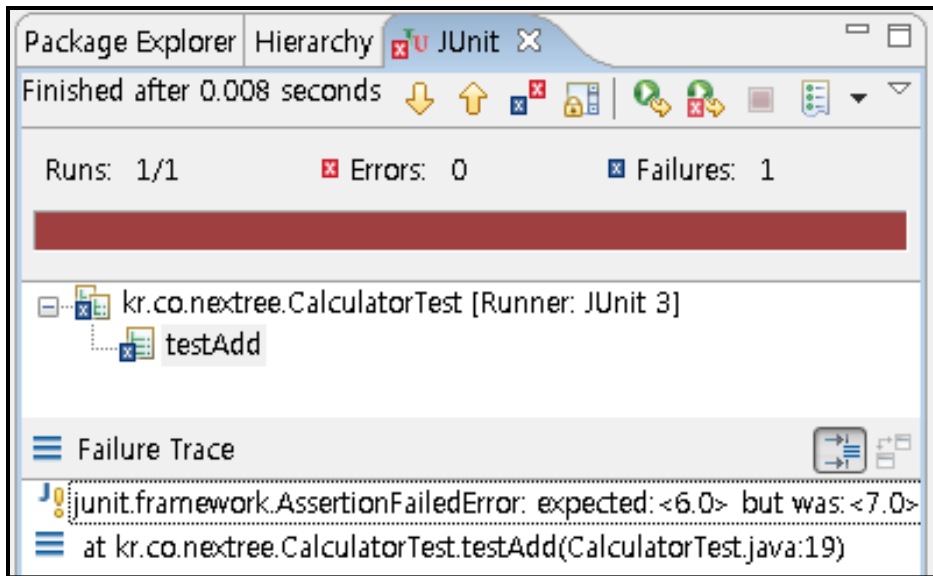 Package Explorer Hierarchy JU JUnit
Finished after 0.008 seconds
Runs: 1/1 x Errors: 0 x Failures: 1
kr.co.nextree.CalculatorTest [Runner: JUnit 3]
testAdd
Failure Trace
junit.framework.AssertionFailedError: expected:<6.0> but was:<7.0>
at kr.co.nextree.CalculatorTest.testAdd(CalculatorTest.java:19)